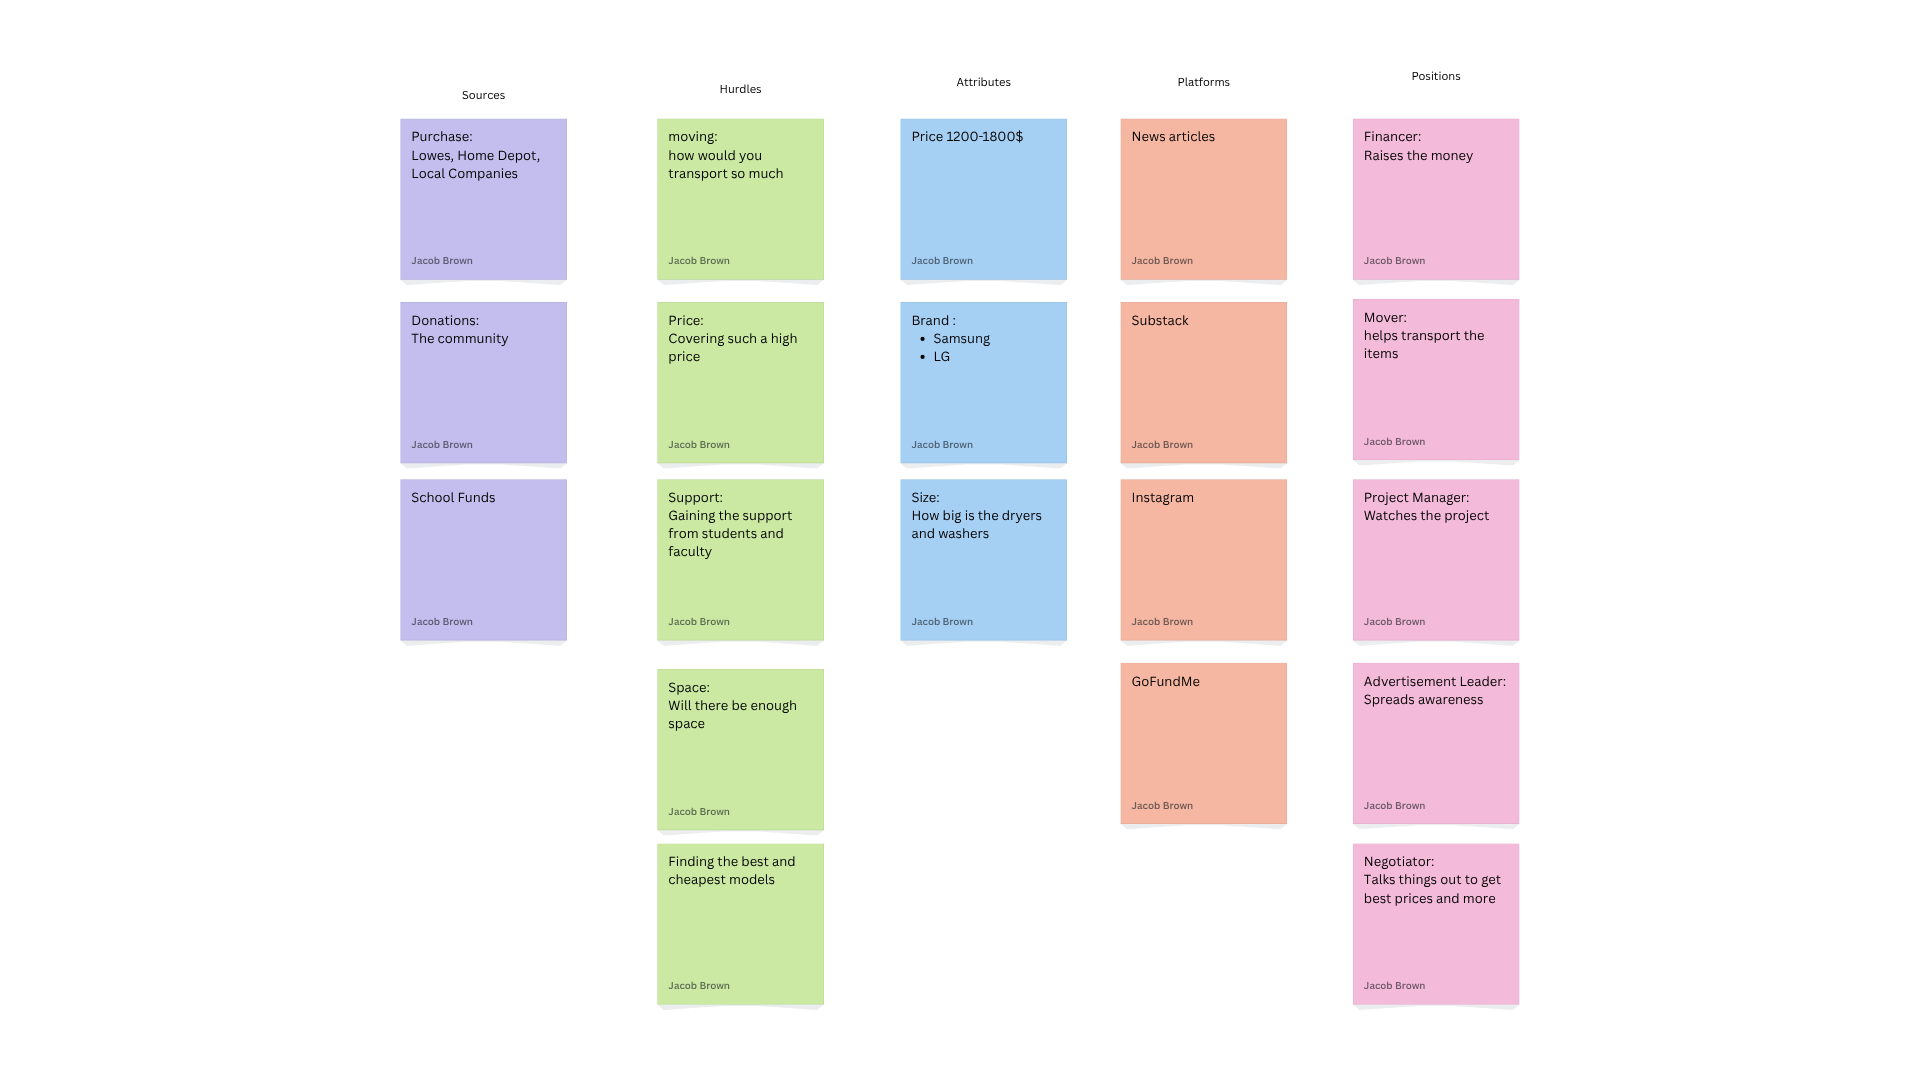 Sources
Purchase:
Lowes, Home Depot,
Local Companies
Jacob Brown
Donations:
The community
Jacob Brown
School Funds
Jacob Brown
Hurdles
moving:
how would you
transport so much
Jacob Brown
Price:
Covering such a high
price
Jacob Brown
Support:
Gaining the support
from students and
faculty
Jacob Brown
Space:
Will there be enough
space
Jacob Brown
Finding the best and
cheapest models
Jacob Brown
Attributes
Price 1200-1800$
Jacob Brown
Brand :
• Samsung
• LG
Jacob Brown
Size:
How big is the dryers
and washers
Jacob Brown
Platforms
News articles
Jacob Brown
Substack
Jacob Brown
Instagram
Jacob Brown
GoFundMe
Jacob Brown
Positions
Financer:
Raises the money
Jacob Brown
Mover:
helps transport the
items
Jacob Brown
Project Manager:
Watches the project
Jacob Brown
Advertisement Leader:
Spreads awareness
Jacob Brown
Negotiator:
Talks things out to get
best prices and more
Jacob Brown